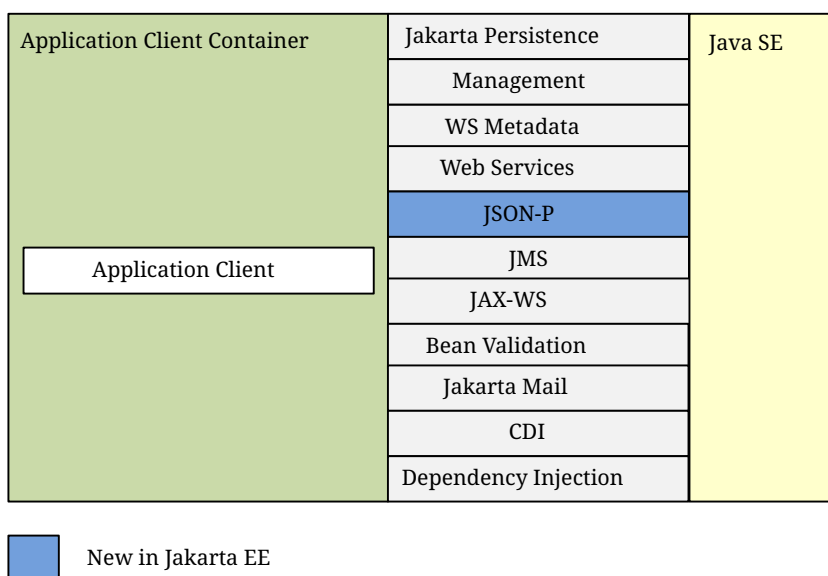 Application Client Container
Jakarta Persistence
Java SE
Management
WS Metadata
Web Services
JSON-P
JMS
Application Client
JAX-WS
Bean Validation
Jakarta Mail
CDI
Dependency Injection
New in Jakarta EE